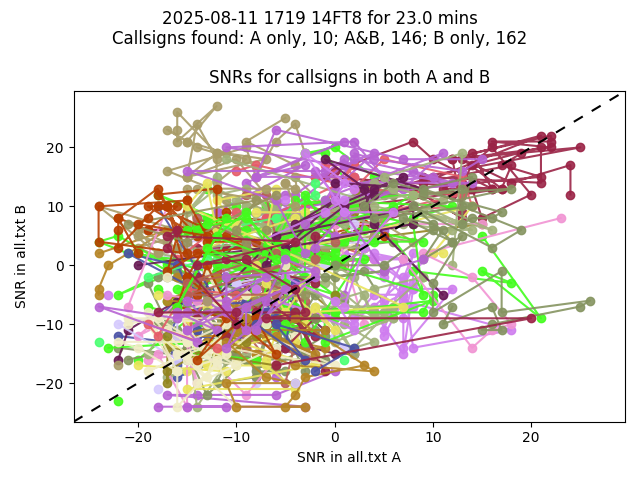 2025-08-11 1719 14FT8 for 23.0 mins
Callsigns found: A only, 10; A&B, 146; B only, 162
SNRs for callsigns in both A and B
SNR in all.txt B
20
10
0
−10
−20
−20
−10
0
10
20
SNR in all.txt A